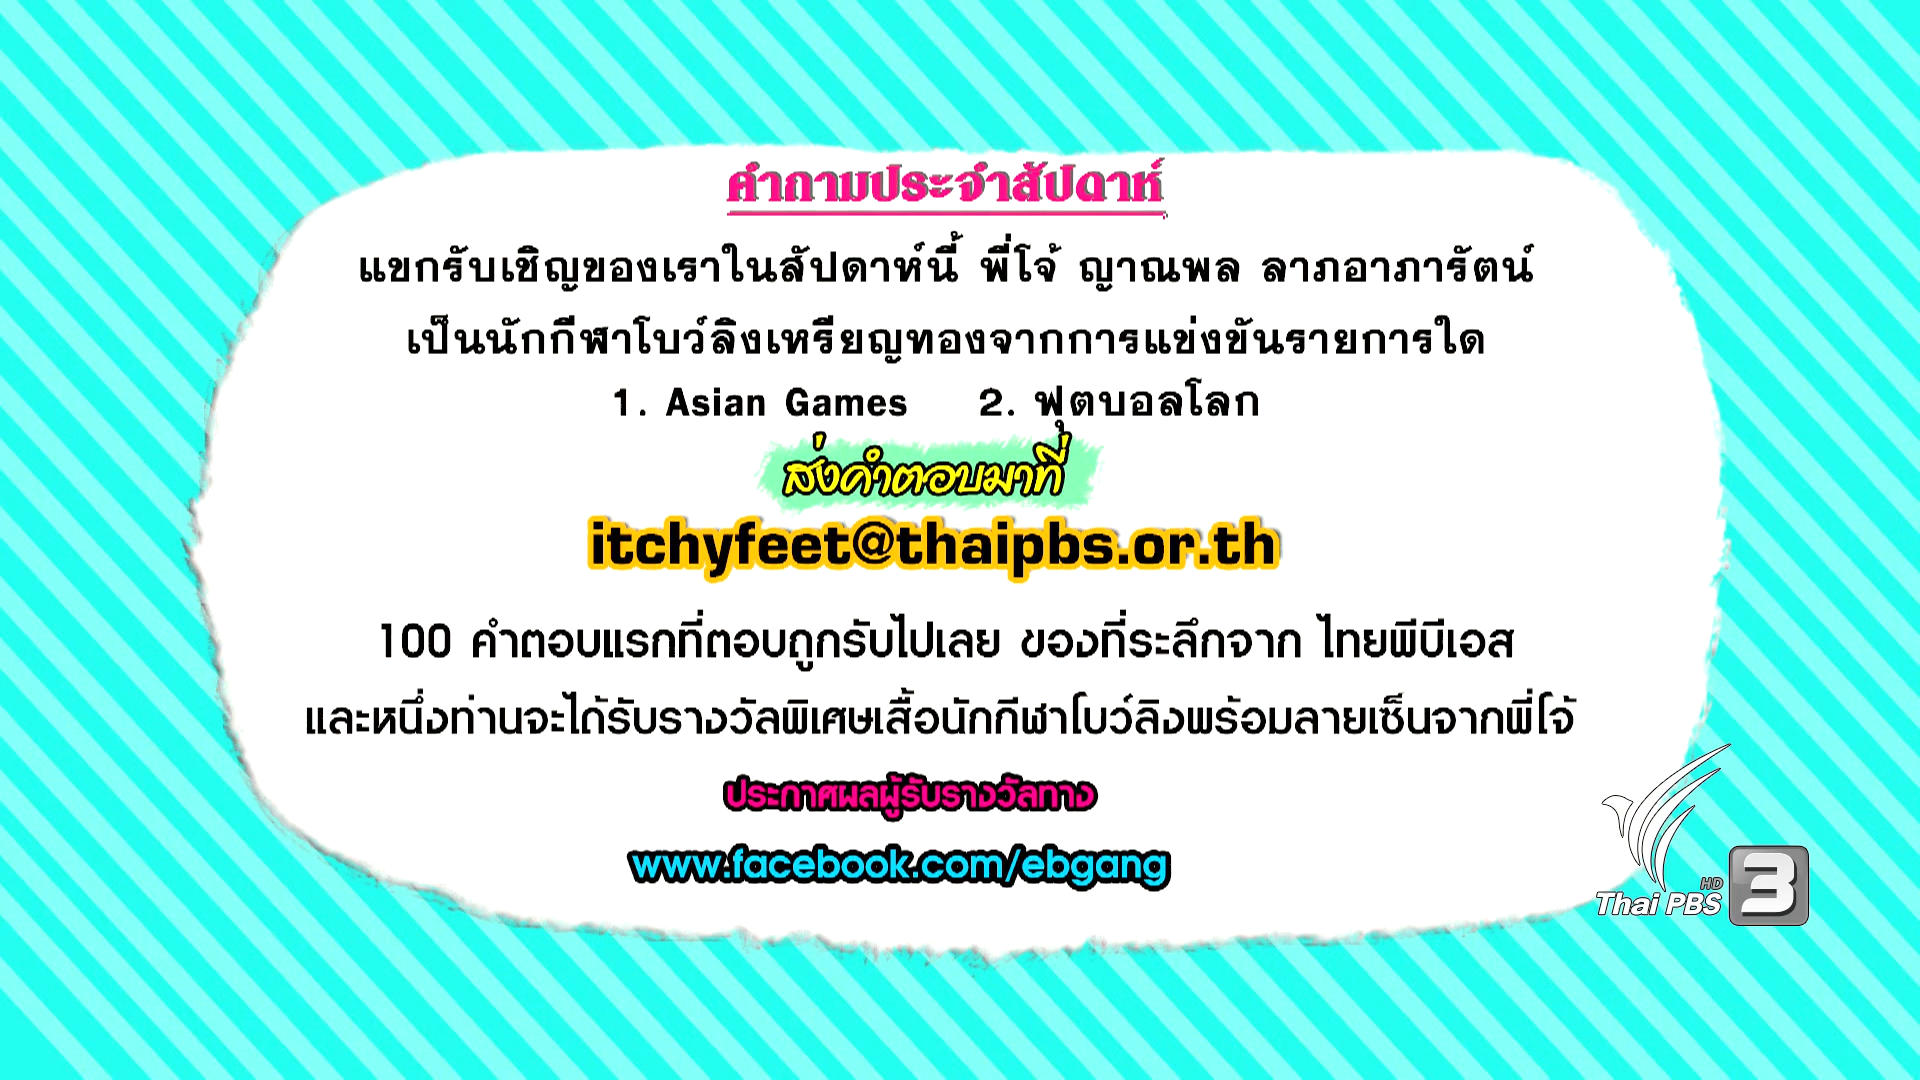 คำถามประจำสัปดาห์
แขกรับเชิญของเราในสัปดาห์นี้ พี่โจ้ ญาณพล ลาภอาภารัตน์
เป็นนักกีฬาโบว์ลิงเหรียญทองจากการแข่งขันรายการใด
1. Asian Games 2. ฟุตบอลโลก
ส่งคำตอบมาที่
itchyfeet@thaipbs.or.th
100 คำตอบแรกที่ตอบถูกรับไปเลย ของที่ระลึกจาก ไทยพีบีเอส
และหนึ่งท่านจะได้รับรางวัลพิเศษเสื้อนักกีฬาโบว์ลิงพร้อมลายเซ็นจากพี่โจ้
ประกาศผลผู้รับรางวัลทาง
www.facebook.com/ebgang
Thai PBS HD 3